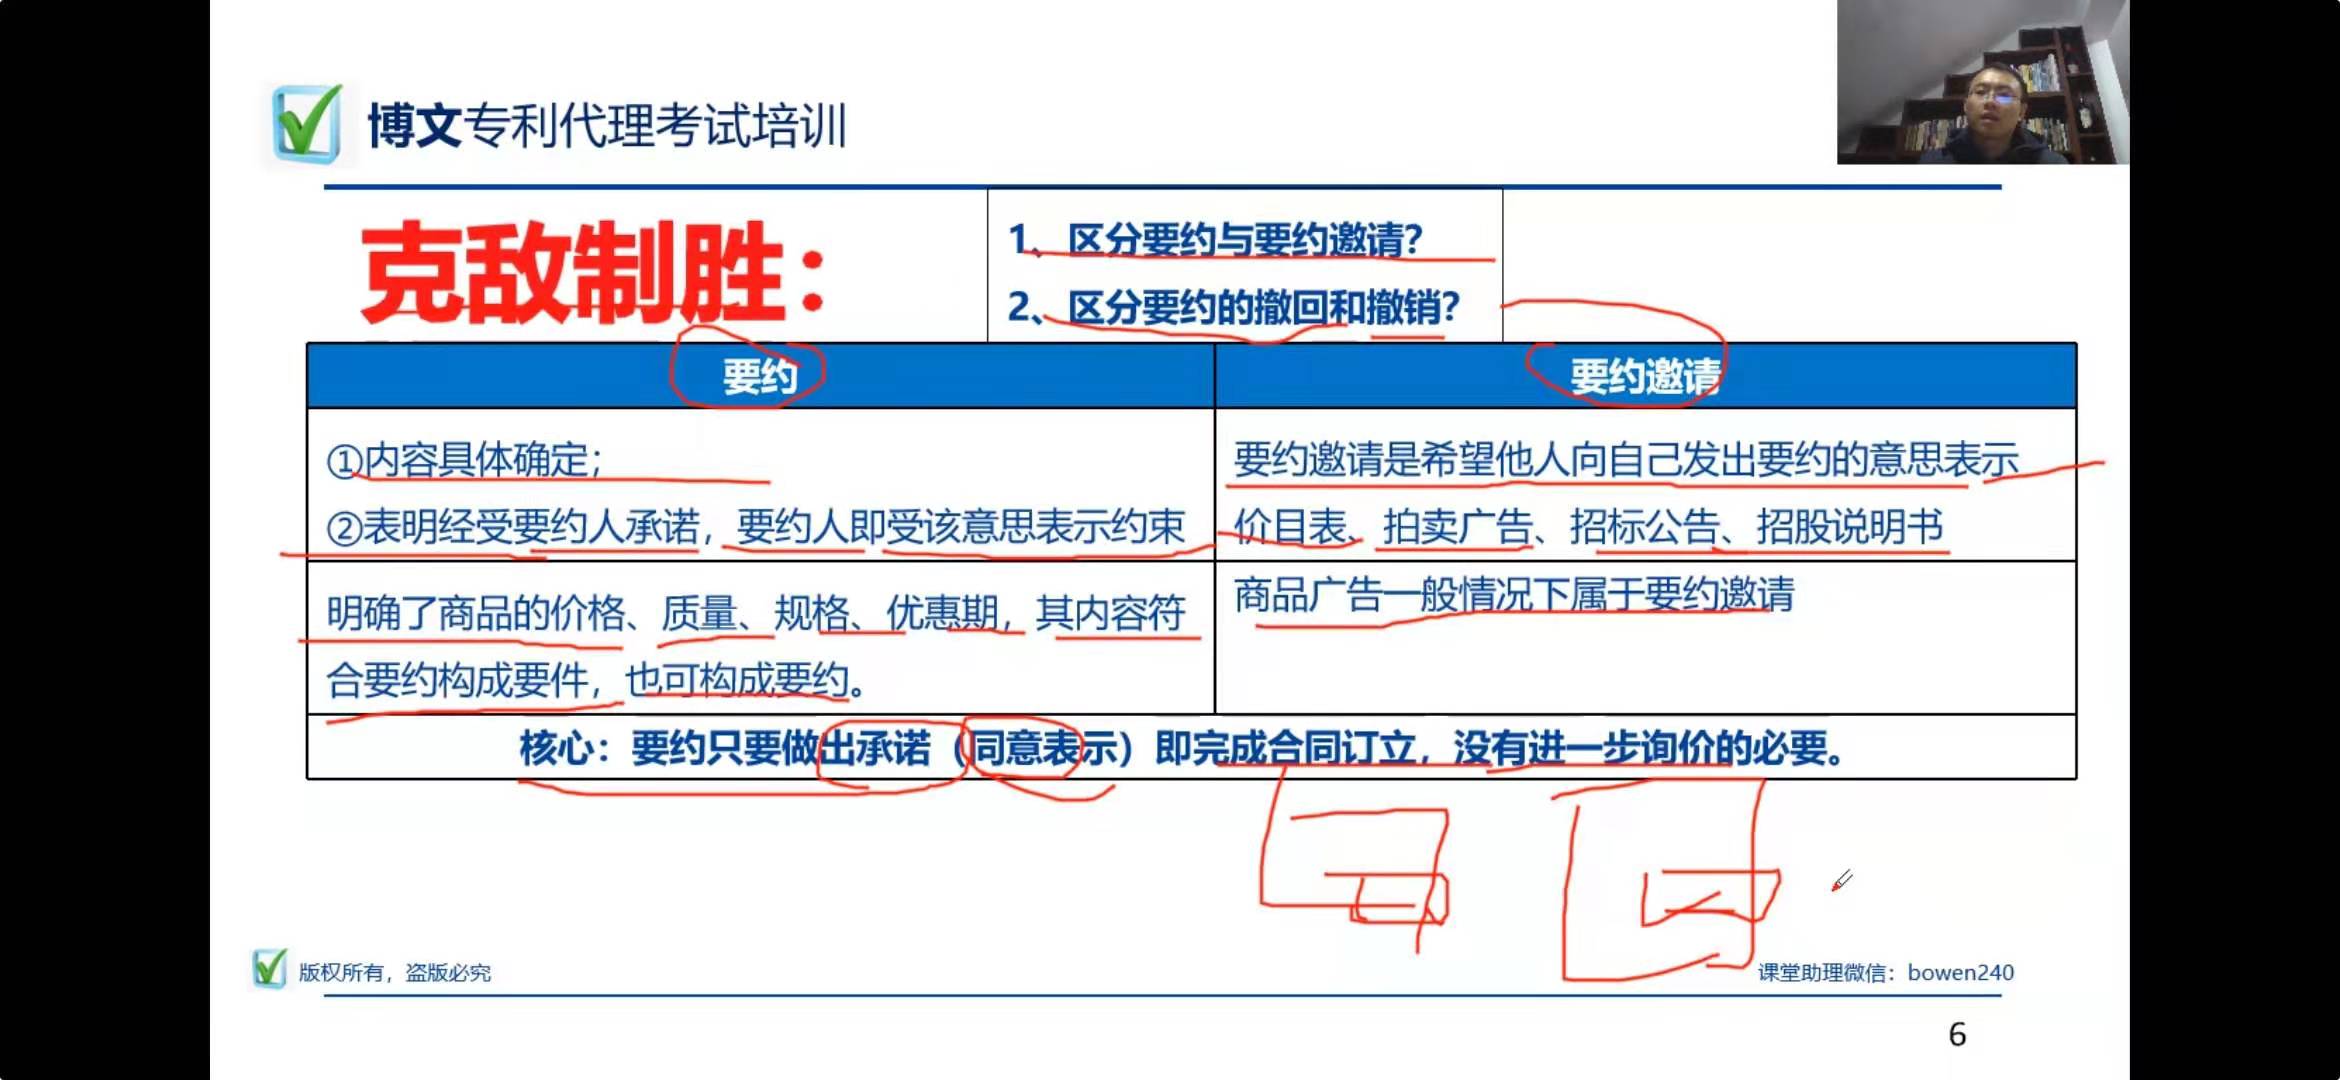 博文专利代理考试培训
克敌制胜：
1、区分要约与要约邀请？
2、区分要约的撤回和撤销？
要约
要约邀请
①内容具体确定；
②表明经受要约人承诺，要约人即受该意思表示约束
要约邀请是希望他人向自己发出要约的意思表示
价目表、拍卖广告、招标公告、招股说明书
明确了商品的价格、质量、规格、优惠期，其内容符
合要约构成要件，也可构成要约。
商品广告一般情况下属于要约邀请
核心：要约只要做出承诺（同意表示）即完成合同订立，没有进一步询价的必要。
版权所有，盗版必究
课堂助理微信：bowen240
6